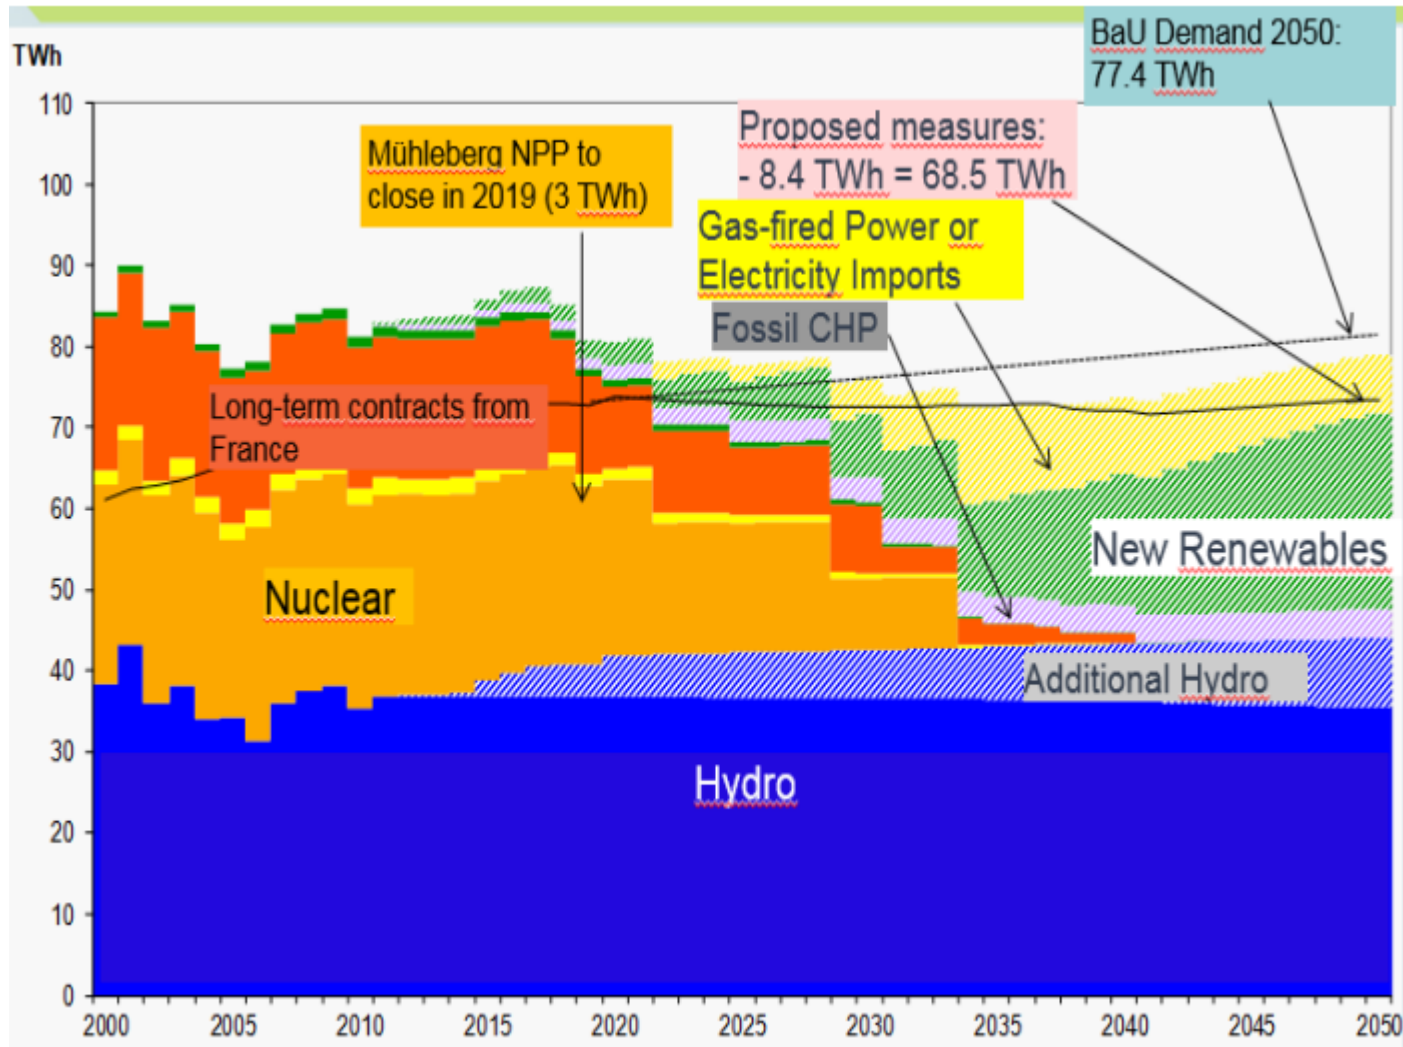 BaU Demand 2050:
77.4 TWh
TWh
110
Proposed measures:
- 8.4 TWh = 68.5 TWh
Mühleberg NPP to
close in 2019 (3 TWh)
100
Gas-fired Power or
Electricity Imports
90
Fossil CHP
80
Long-term contracts from
France
70
60
New Renewables
Nuclear
50
40
Additional Hydro
30
Hydro
20
10
0
2000 2005 2010 2015 2020 2025 2030 2035 2040 2045 2050